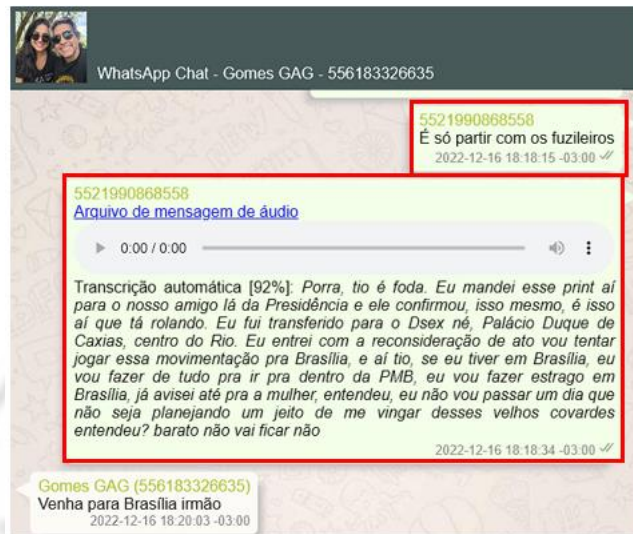 WhatsApp Chat - Gomes GAG - 556183326635
5521990868558
É só partir com os fuzileiros
2022-12-16 18:18:15 -03:00
5521990868558
Arquivo de mensagem de áudio
0:00 / 0:00
Transcrição automática [92%]: Porra, tio é foda. Eu mandei esse print aí
para o nosso amigo lá da Presidência e ele confirmou, isso mesmo, é isso
aí que tá rolando. Eu fui transferido para o Dsex né, Palácio Duque de
Caxias, centro do Rio. Eu entrei com a reconsideração de ato vou tentar
jogar essa movimentação pra Brasília, e aí tio, se eu tiver em Brasília, eu
vou fazer de tudo pra ir pra dentro da PMB, eu vou fazer estrago em
Brasília, já avisei até pra a mulher, entendeu, eu não vou passar um dia que
não seja planejando um jeito de me vingar desses velhos covardes
entendeu? barato não vai ficar não
2022-12-16 18:18:34 -03:00
Gomes GAG (556183326635)
Venha para Brasília irmão
2022-12-16 18:20:03 -03:00